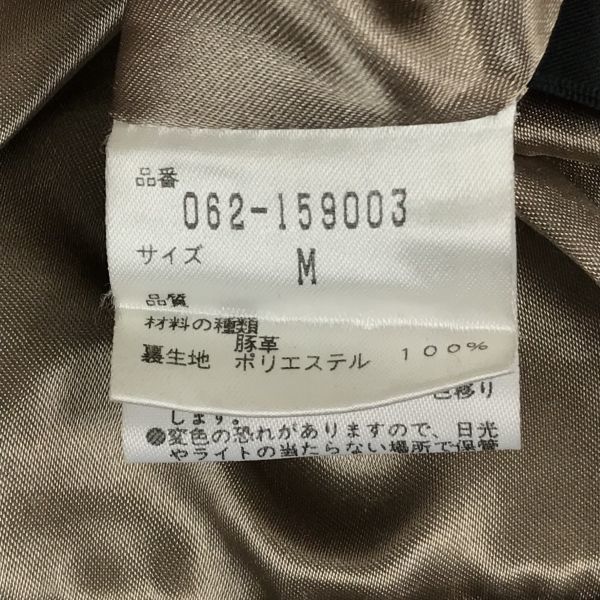 品番
062-159003
サイズ
M
品質
材料の種類
豚革
裏生地 ポリエステル 100%
色移り
します。
●変色の恐れがありますので、日光
やライトの当たらない場所で保管